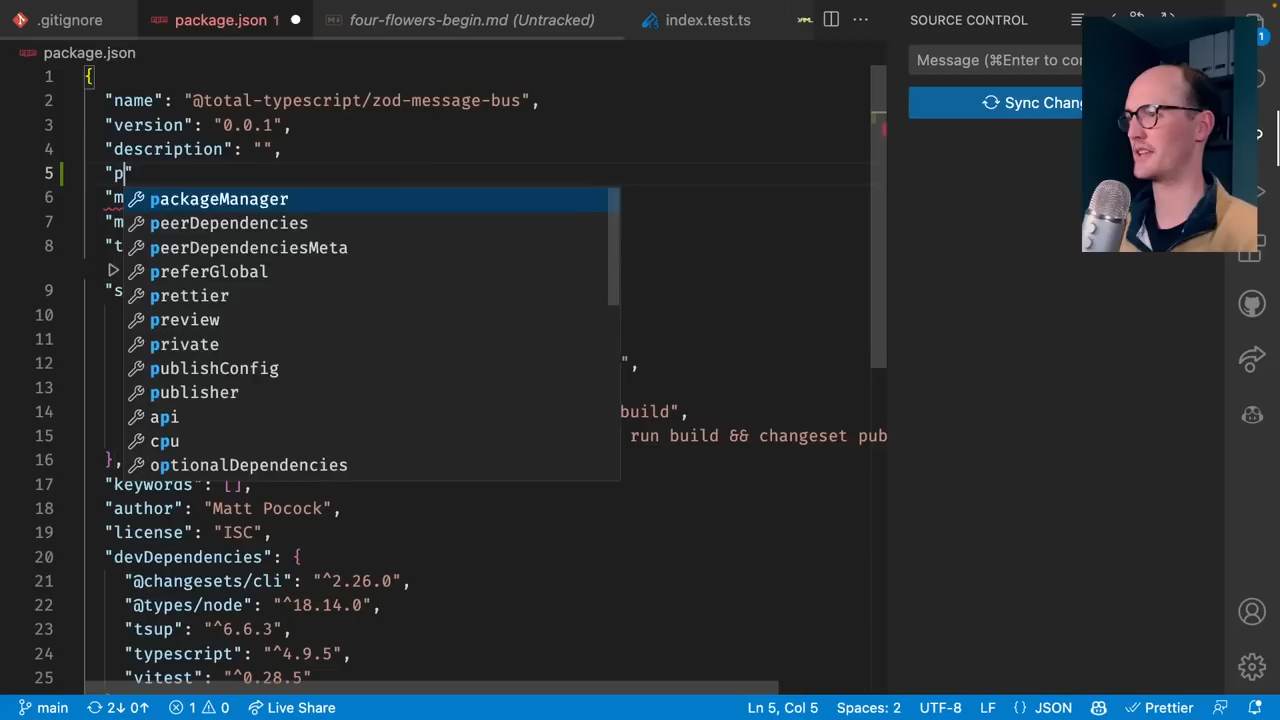 .gitignore
package.json 1
four-flowers-begin.md (Untracked)
index.test.ts
SOURCE CONTROL
package.json
Message (⌘Enter to co
Sync Chan
1
1 {
2 "name": "@total-typescript/zod-message-bus",
3 "version": "0.0.1",
4 "description": "",
5 "p"
6 "m
7 "m
8 "t
9 "s
10
11
12 ",
13
14 build",
15 run build && changeset pub
16 },
17 "keywords": [],
18 "author": "Matt Pocock",
19 "license": "ISC",
20 "devDependencies": {
21 "@changesets/cli": "^2.26.0",
22 "@types/node": "^18.14.0",
23 "tsup": "^6.6.3",
24 "typescript": "^4.9.5",
25 "vitest": "^0.28.5"
packageManager
peerDependencies
peerDependenciesMeta
preferGlobal
prettier
preview
private
publishConfig
publisher
api
cpu
optionalDependencies
main 2↓ 0↑ 1 0 Live Share
Ln 5, Col 5 Spaces: 2 UTF-8 LF {} JSON Prettier